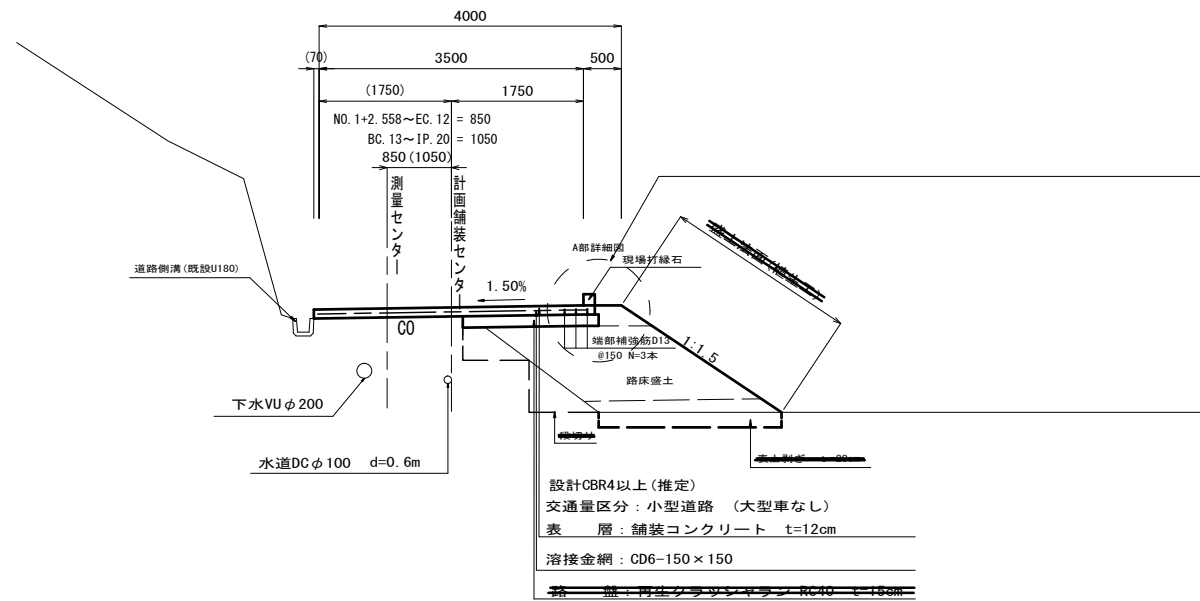 4000
(70)
3500
500
(1750)
1750
NO.1+2.558～EC.12 = 850
BC.13～IP.20 = 1050
850(1050)
測量センター
計画舗装センター
A部詳細図
現場打縁石
道路側溝(既設U180)
1.50%
CO
端部補強筋D13
@150 N=3本
1:1.5
路床盛土
下水VUφ200
水道DCφ100 d=0.6m
段切り
設計CBR4以上(推定)
交通量区分：小型道路 （大型車なし）
表 層：舗装コンクリート t=12cm
溶接金網：CD6-150×150
路 盤：再生クラッシャラン RC40 t=15cm